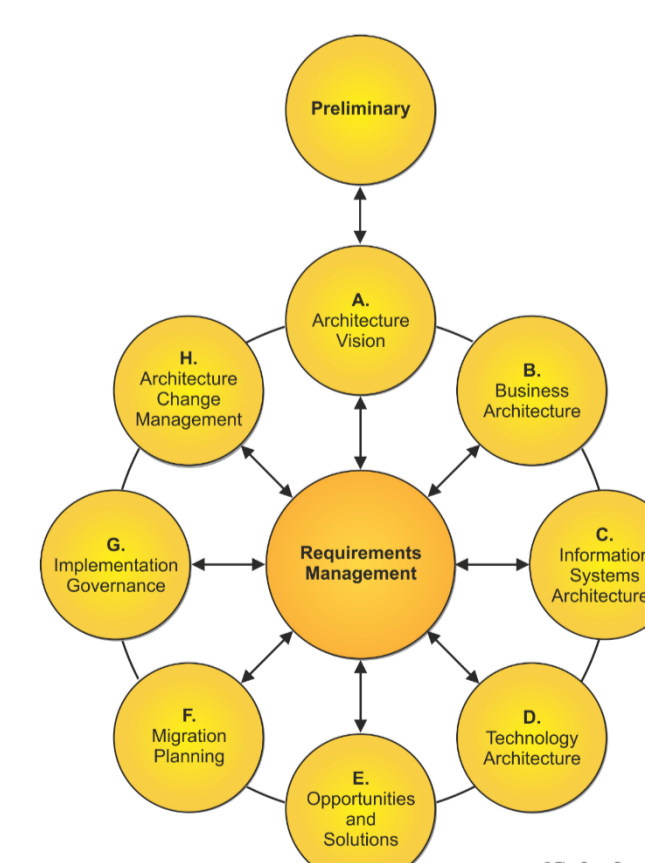 Preliminary
A.
Architecture
Vision
H.
Architecture
Change
Management
B.
Business
Architecture
G.
Implementation
Governance
Requirements
Management
C.
Information
Systems
Architecture
F.
Migration
Planning
D.
Technology
Architecture
E.
Opportunities
and
Solutions